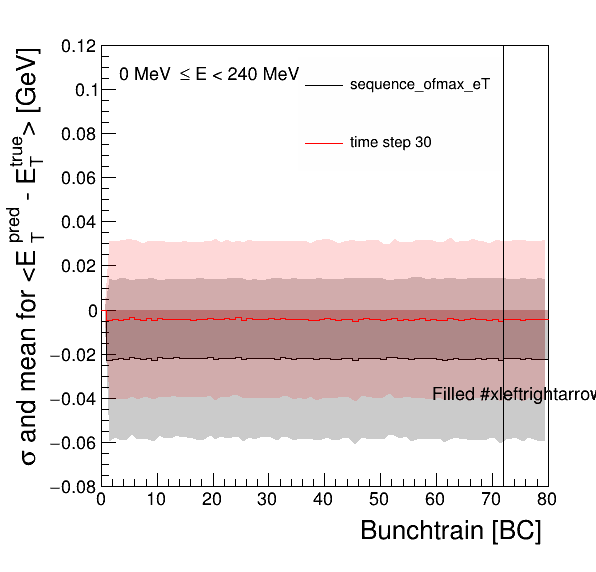 0.12
0.1
0.08
0.06
0.04
0.02
0
−0.02
−0.04
−0.06
−0.08
0 10 20 30 40 50 60 70 80
σ and mean for <E_T^pred - E_T^true> [GeV]
0 MeV ≤ E < 240 MeV
sequence_ofmax_eT
time step 30
Filled #xleftrightarrow
Bunchtrain [BC]